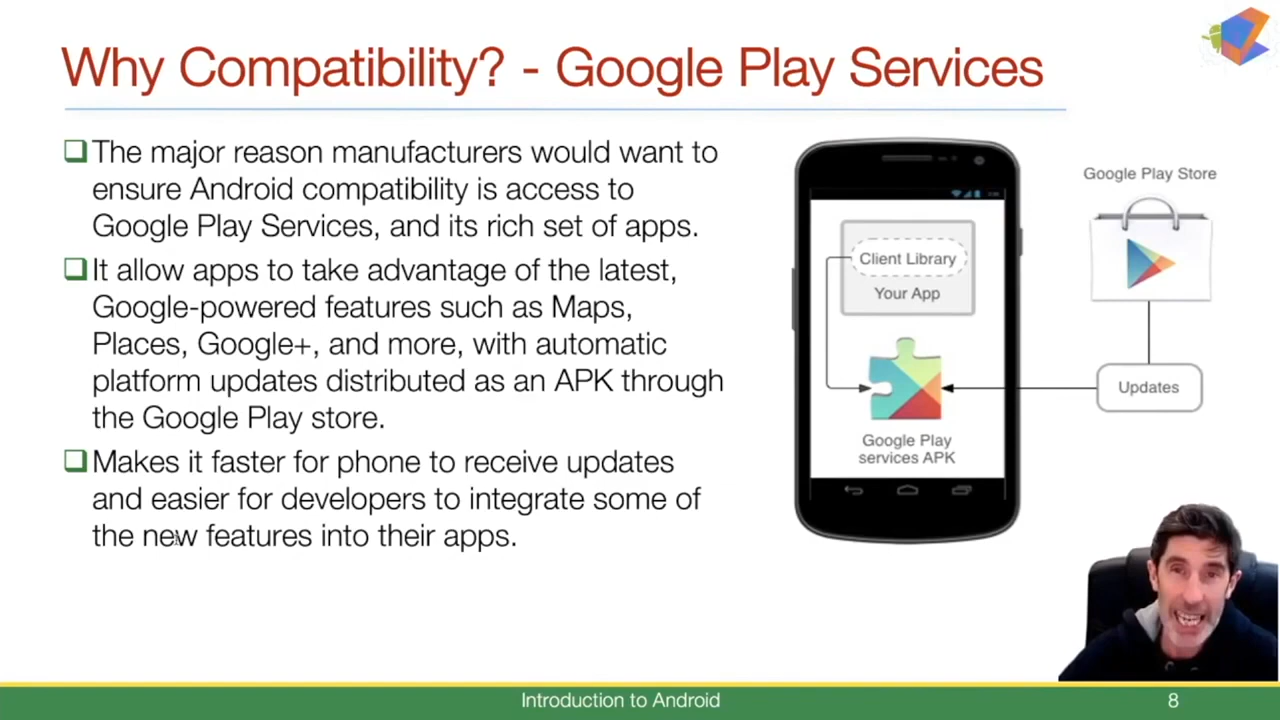 Why Compatibility? - Google Play Services
The major reason manufacturers would want to
ensure Android compatibility is access to
Google Play Services, and its rich set of apps.
It allow apps to take advantage of the latest,
Google-powered features such as Maps,
Places, Google+, and more, with automatic
platform updates distributed as an APK through
the Google Play store.
Makes it faster for phone to receive updates
and easier for developers to integrate some of
the new features into their apps.
Client Library
Your App
Google Play
services APK
Google Play Store
Updates
Introduction to Android
8